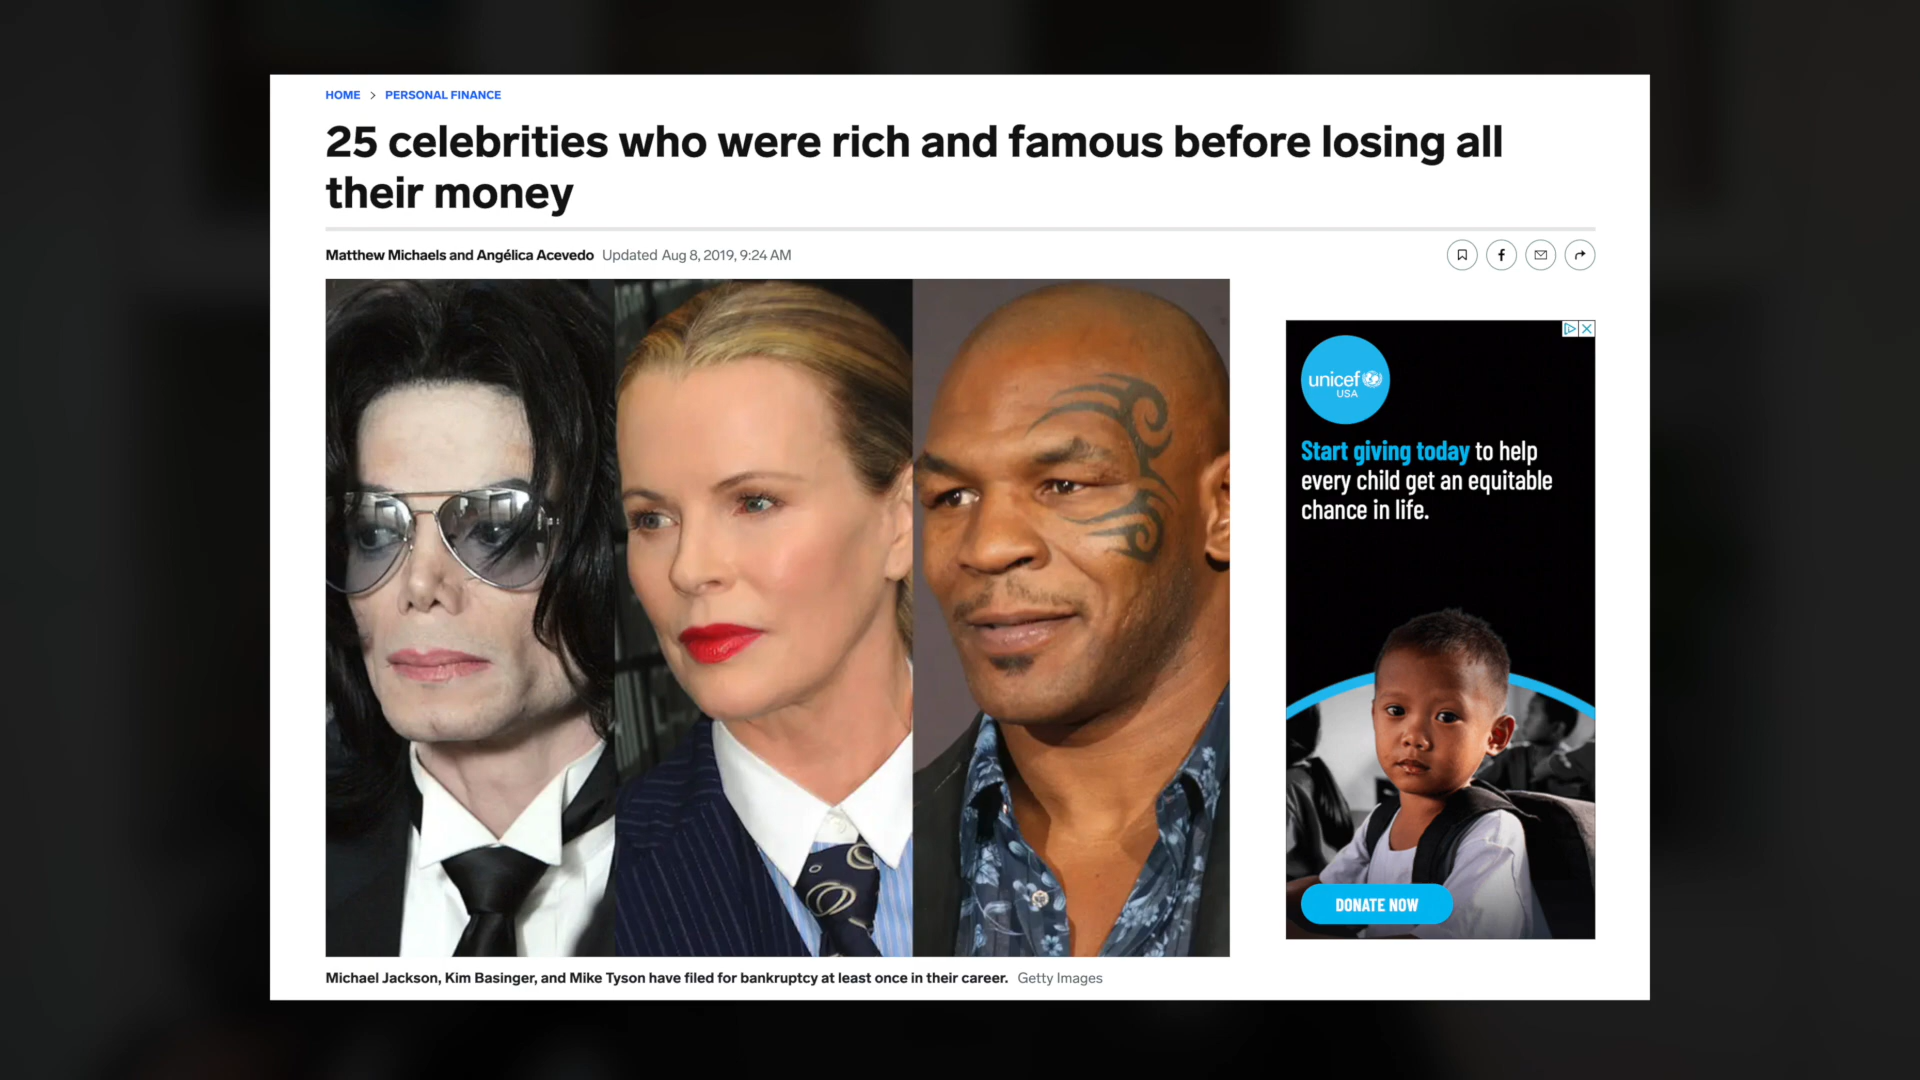 HOME > PERSONAL FINANCE
25 celebrities who were rich and famous before losing all
their money
Matthew Michaels and Angélica Acevedo Updated Aug 8, 2019, 9:24 AM
unicef
USA
Start giving today to help
every child get an equitable
chance in life.
DONATE NOW
Michael Jackson, Kim Basinger, and Mike Tyson have filed for bankruptcy at least once in their career. Getty Images